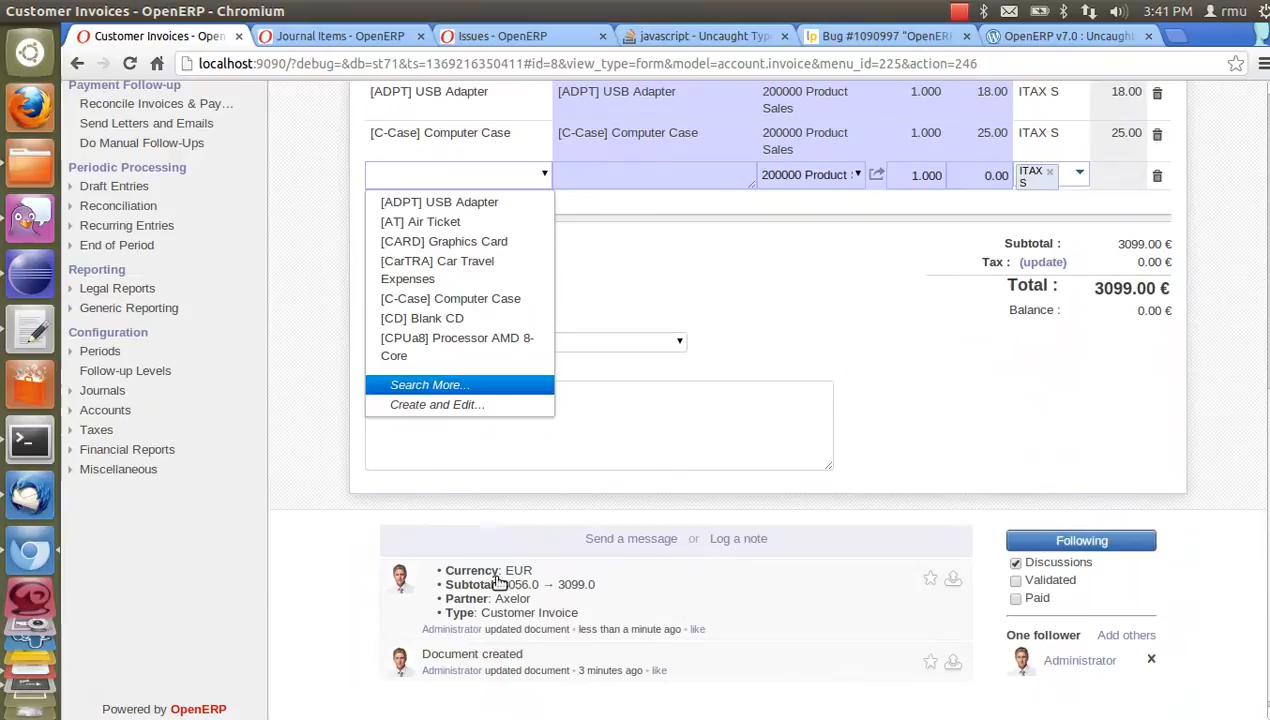 Customer Invoices - OpenERP - Chromium
3:41 PM
rmu
Customer Invoices - Open
Journal Items - OpenERP
Issues - OpenERP
javascript - Uncaught Typ
Bug #1090997 "OpenERP
OpenERP v7.0 : Uncaugh
localhost:9090/?debug=&db=st71&ts=1369216350411#id=8&view_type=form&model=account.invoice&menu_id=225&action=246
Payment Follow-up
Reconcile Invoices & Pay...
Send Letters and Emails
Do Manual Follow-Ups
Periodic Processing
Draft Entries
Reconciliation
Recurring Entries
End of Period
Reporting
Legal Reports
Generic Reporting
Configuration
Periods
Follow-up Levels
Journals
Accounts
Taxes
Financial Reports
Miscellaneous
Powered by OpenERP
[ADPT] USB Adapter [ADPT] USB Adapter 200000 Product Sales 1.000 18.00 ITAX S 18.00
[C-Case] Computer Case [C-Case] Computer Case 200000 Product Sales 1.000 25.00 ITAX S 25.00
200000 Product 1.000 0.00 ITAX S
[ADPT] USB Adapter
[AT] Air Ticket
[CARD] Graphics Card
[CarTRA] Car Travel
Expenses
[C-Case] Computer Case
[CD] Blank CD
[CPUa8] Processor AMD 8-
Core
Search More...
Create and Edit...
Subtotal : 3099.00 €
Tax : (update) 0.00 €
Total : 3099.00 €
Balance : 0.00 €
Send a message or Log a note
• Currency: EUR
• Subtotal 056.0 → 3099.0
• Partner: Axelor
• Type: Customer Invoice
Administrator updated document • less than a minute ago • like
Document created
Administrator updated document • 3 minutes ago • like
Following
Discussions
Validated
Paid
One follower Add others
Administrator